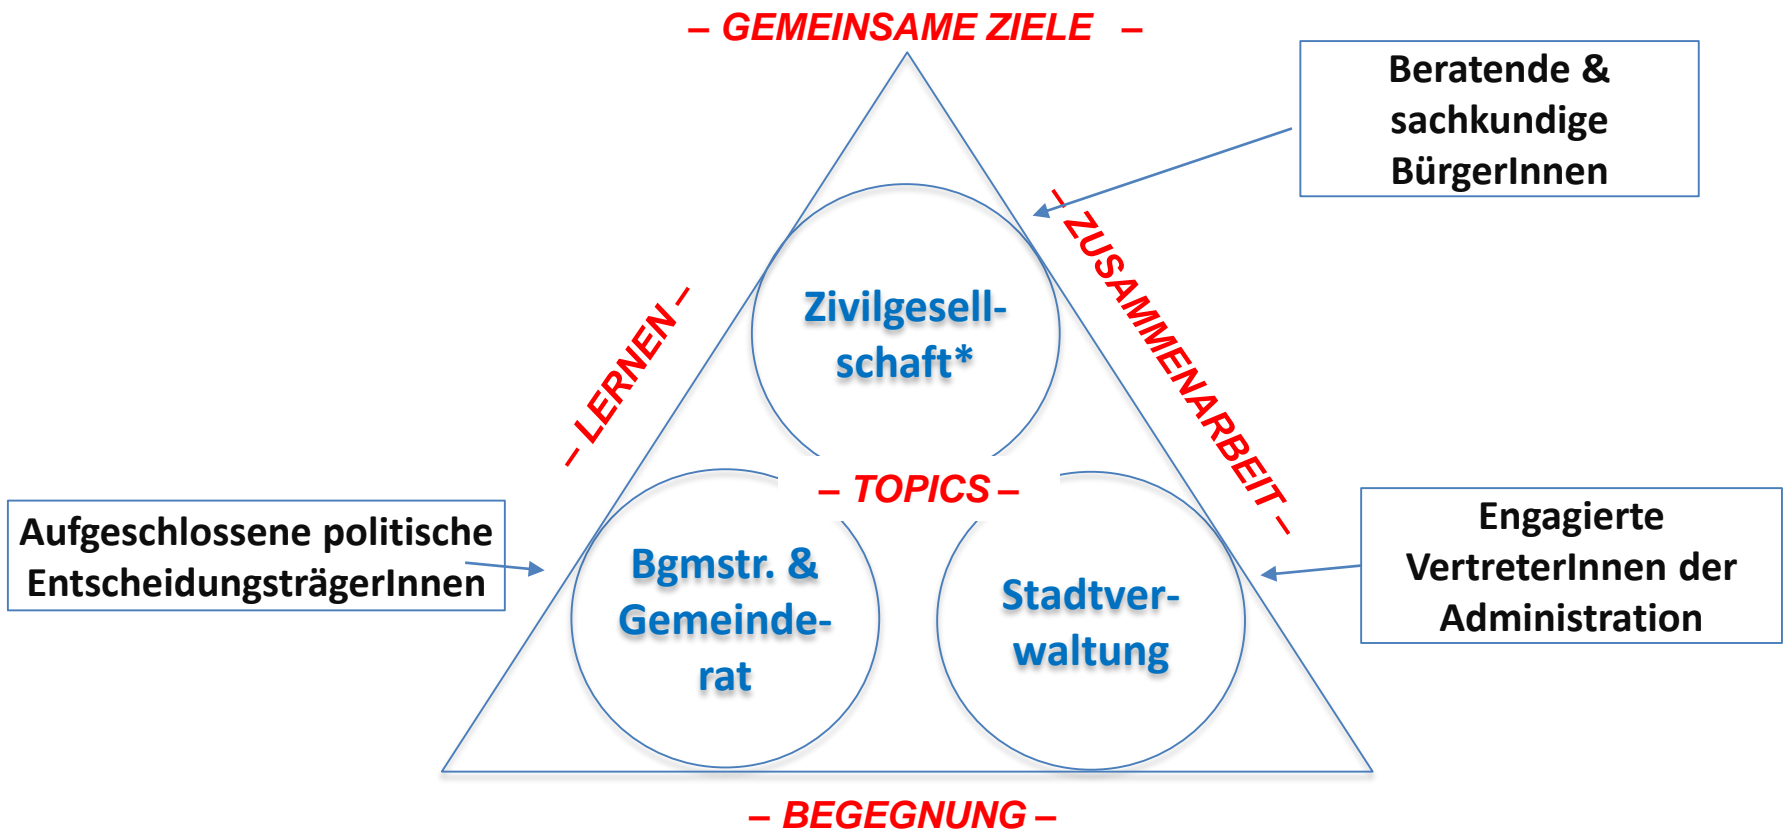 – GEMEINSAME ZIELE –
Beratende &
sachkundige
BürgerInnen
– ZUSAMMENARBEIT –
– LERNEN –
Zivilgesell-
schaft*
– TOPICS –
Aufgeschlossene politische
EntscheidungsträgerInnen
Bgmstr. &
Gemeinde-
rat
Stadtver-
waltung
Engagierte
VertreterInnen der
Administration
– BEGEGNUNG –